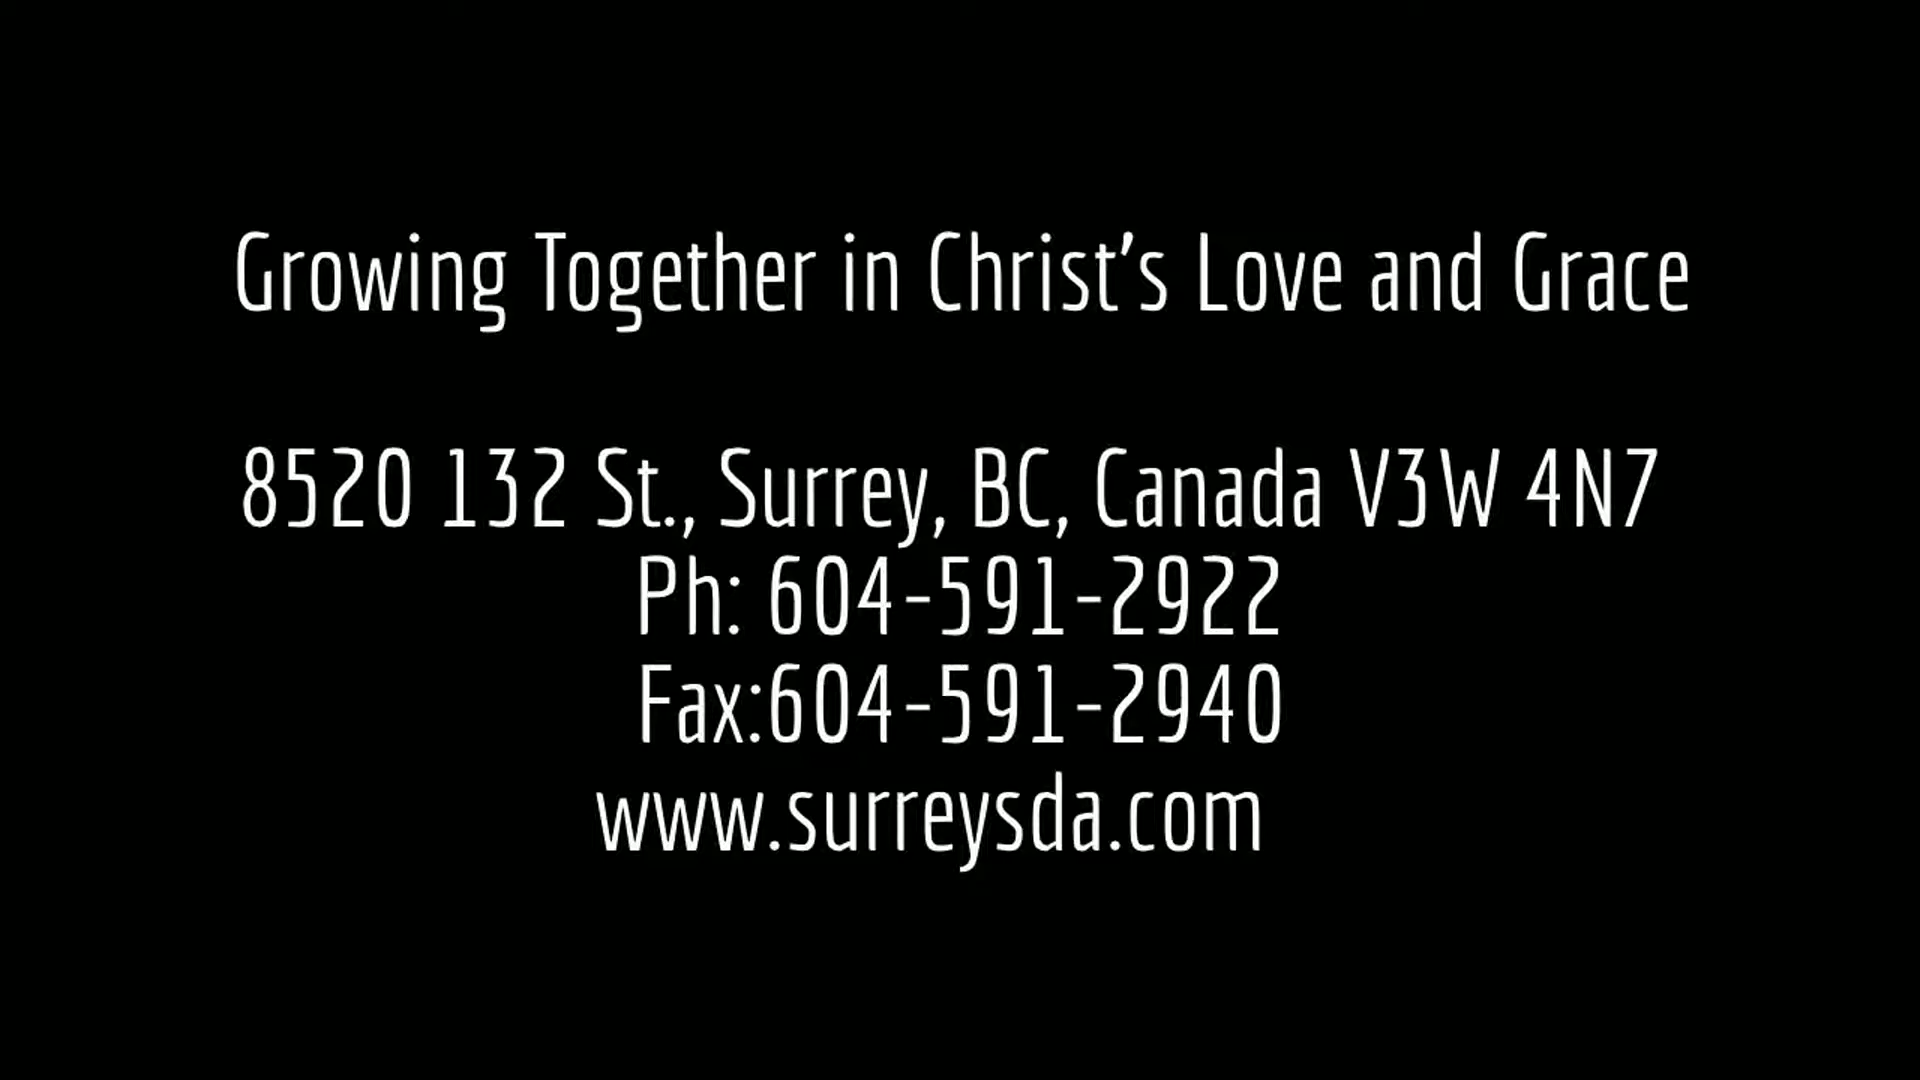 Growing Together in Christ's Love and Grace
8520 132 St., Surrey, BC, Canada V3W 4N7
Ph: 604-591-2922
Fax:604-591-2940
www.surreysda.com